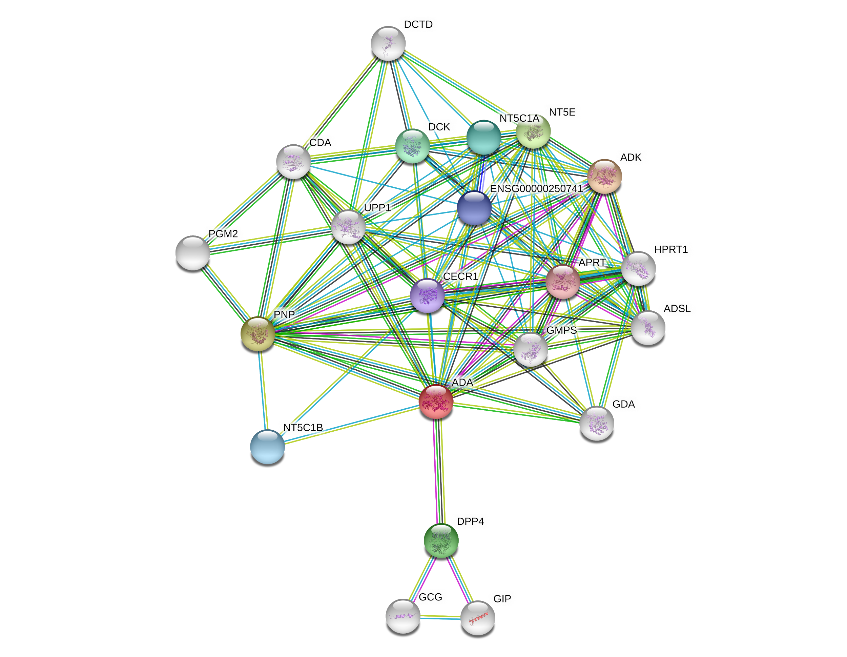 DCTD
NT5E
NT5C1A
DCK
CDA
ADK
ENSG00000250741
UPP1
PGM2
HPRT1
APRT
CECR1
ADSL
PNP
GMPS
ADA
GDA
NT5C1B
DPP4
GCG
GIP